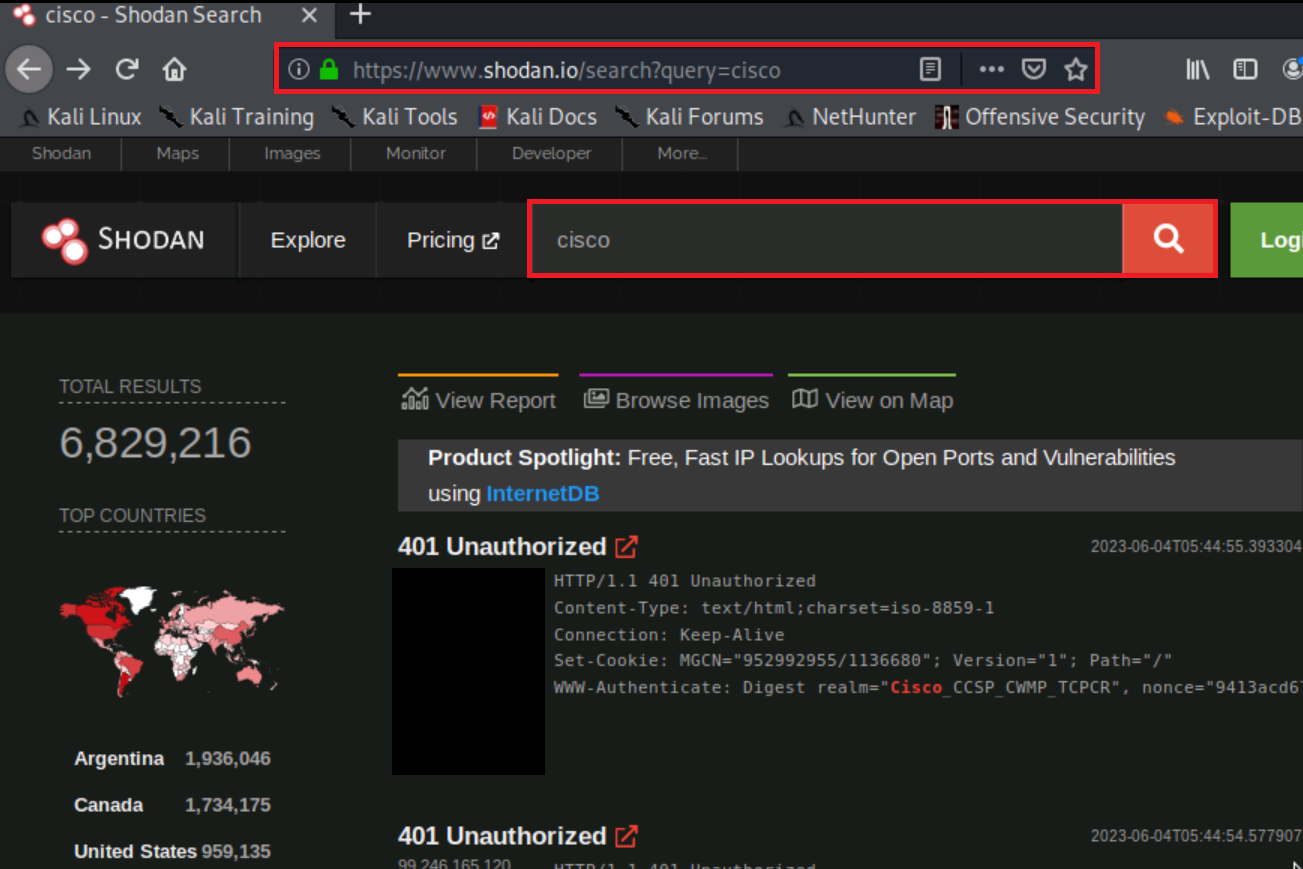 cisco - Shodan Search
https://www.shodan.io/search?query=cisco
Kali Linux Kali Training Kali Tools Kali Docs Kali Forums NetHunter Offensive Security Exploit-DB
Shodan Maps Images Monitor Developer More...
SHODAN Explore Pricing cisco Logi
TOTAL RESULTS
6,829,216
TOP COUNTRIES
Argentina 1,936,046
Canada 1,734,175
United States 959,135
View Report Browse Images View on Map
Product Spotlight: Free, Fast IP Lookups for Open Ports and Vulnerabilities
using InternetDB
401 Unauthorized 2023-06-04T05:44:55.393304
HTTP/1.1 401 Unauthorized
Content-Type: text/html;charset=iso-8859-1
Connection: Keep-Alive
Set-Cookie: MGCN="952992955/1136680"; Version="1"; Path="/"
WWW-Authenticate: Digest realm="Cisco_CCSP_CWMP_TCPCR", nonce="9413acd67
401 Unauthorized 2023-06-04T05:44:54.577907
99.246.165.120 HTTP/1.1 401 Unauthorized